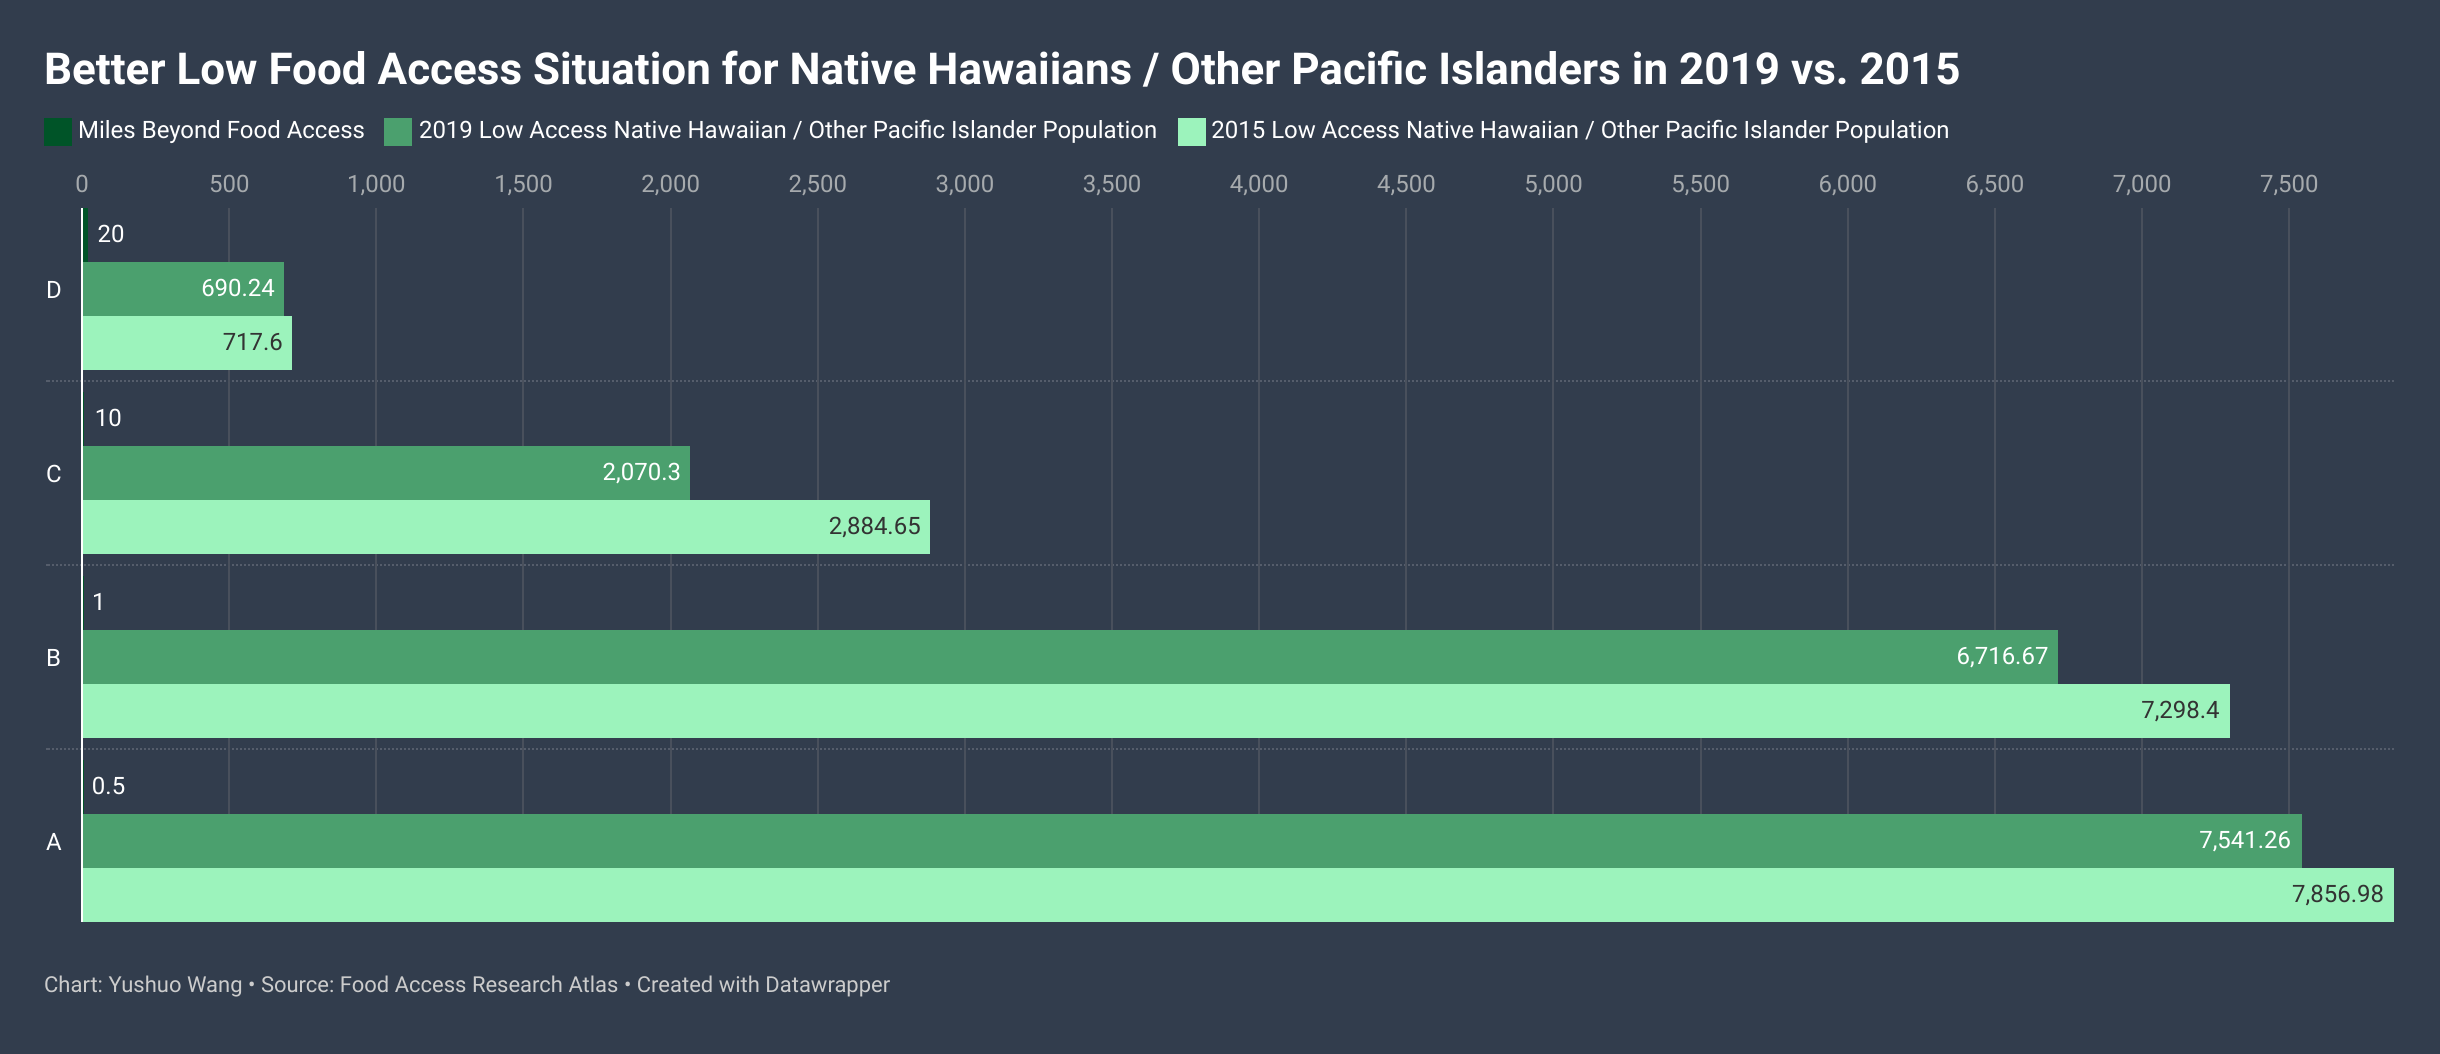 Better Low Food Access Situation for Native Hawaiians / Other Pacific Islanders in 2019 vs. 2015
Miles Beyond Food Access 2019 Low Access Native Hawaiian / Other Pacific Islander Population 2015 Low Access Native Hawaiian / Other Pacific Islander Population
0 500 1,000 1,500 2,000 2,500 3,000 3,500 4,000 4,500 5,000 5,500 6,000 6,500 7,000 7,500
20
D 690.24
717.6
10
C 2,070.3
2,884.65
1
B 6,716.67
7,298.4
0.5
A 7,541.26
7,856.98
Chart: Yushuo Wang • Source: Food Access Research Atlas • Created with Datawrapper